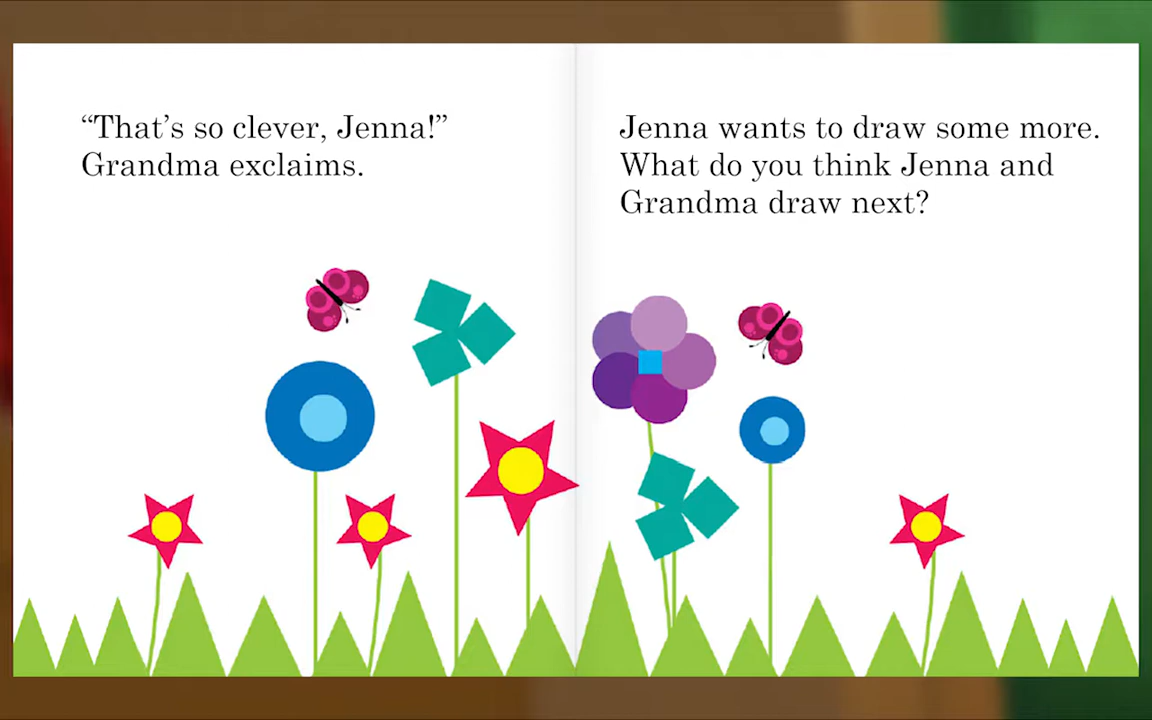 “That’s so clever, Jenna!”
Grandma exclaims.
Jenna wants to draw some more.
What do you think Jenna and
Grandma draw next?